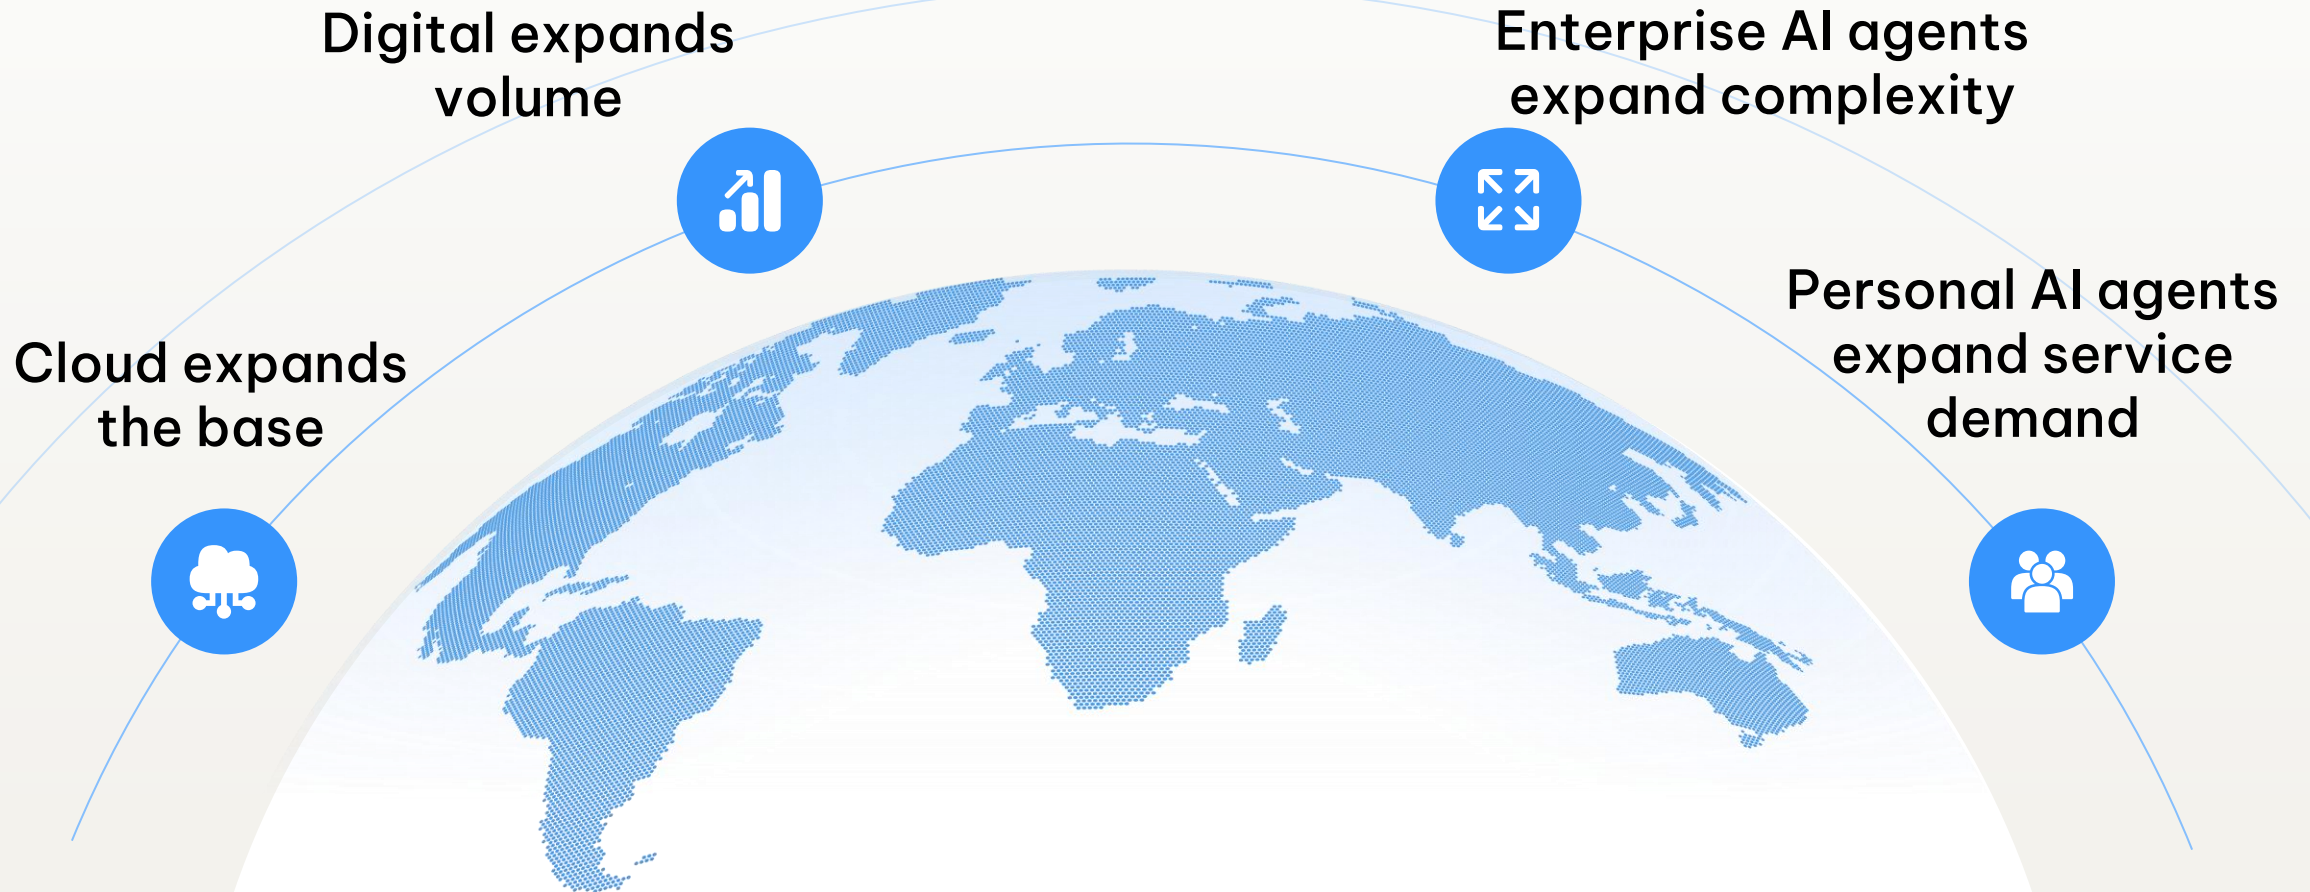 Digital expands
volume
Enterprise AI agents
expand complexity
Personal AI agents
expand service
demand
Cloud expands
the base